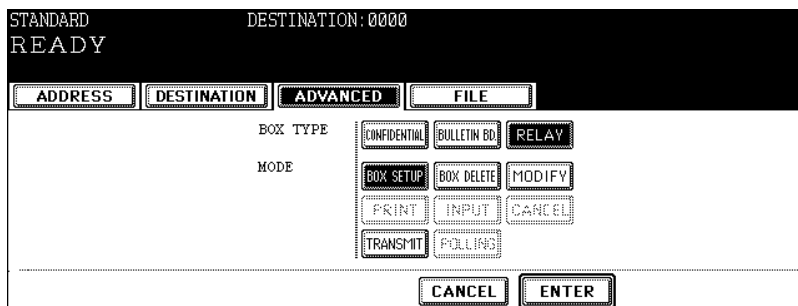 STANDARD DESTINATION:0000
READY
ADDRESS DESTINATION ADVANCED FILE
BOX TYPE CONFIDENTIAL BULLETIN BD. RELAY
MODE BOX SETUP BOX DELETE MODIFY
PRINT INPUT CANCEL
TRANSMIT POLLING
CANCEL ENTER